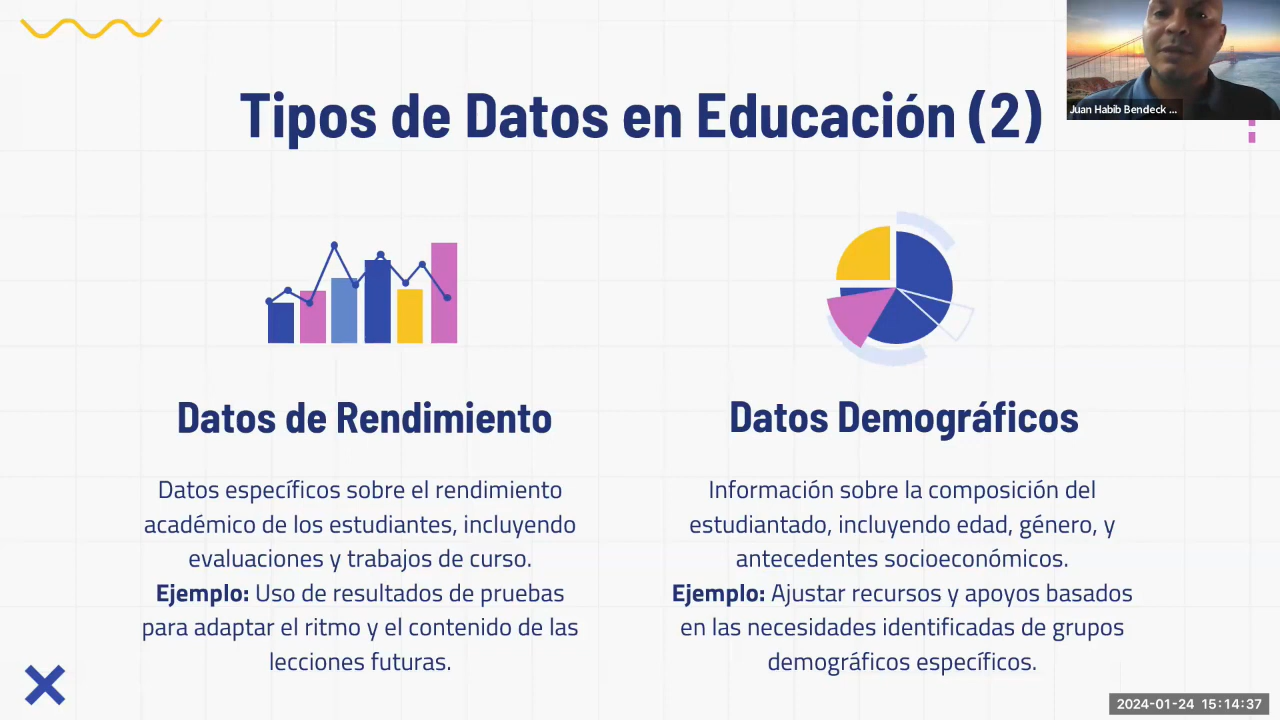 Tipos de Datos en Educación (2)
Juan Habib Bendeck ...
Datos de Rendimiento
Datos específicos sobre el rendimiento
académico de los estudiantes, incluyendo
evaluaciones y trabajos de curso.
Ejemplo: Uso de resultados de pruebas
para adaptar el ritmo y el contenido de las
lecciones futuras.
Datos Demográficos
Información sobre la composición del
estudiantado, incluyendo edad, género, y
antecedentes socioeconómicos.
Ejemplo: Ajustar recursos y apoyos basados
en las necesidades identificadas de grupos
demográficos específicos.
2024-01-24 15:14:37